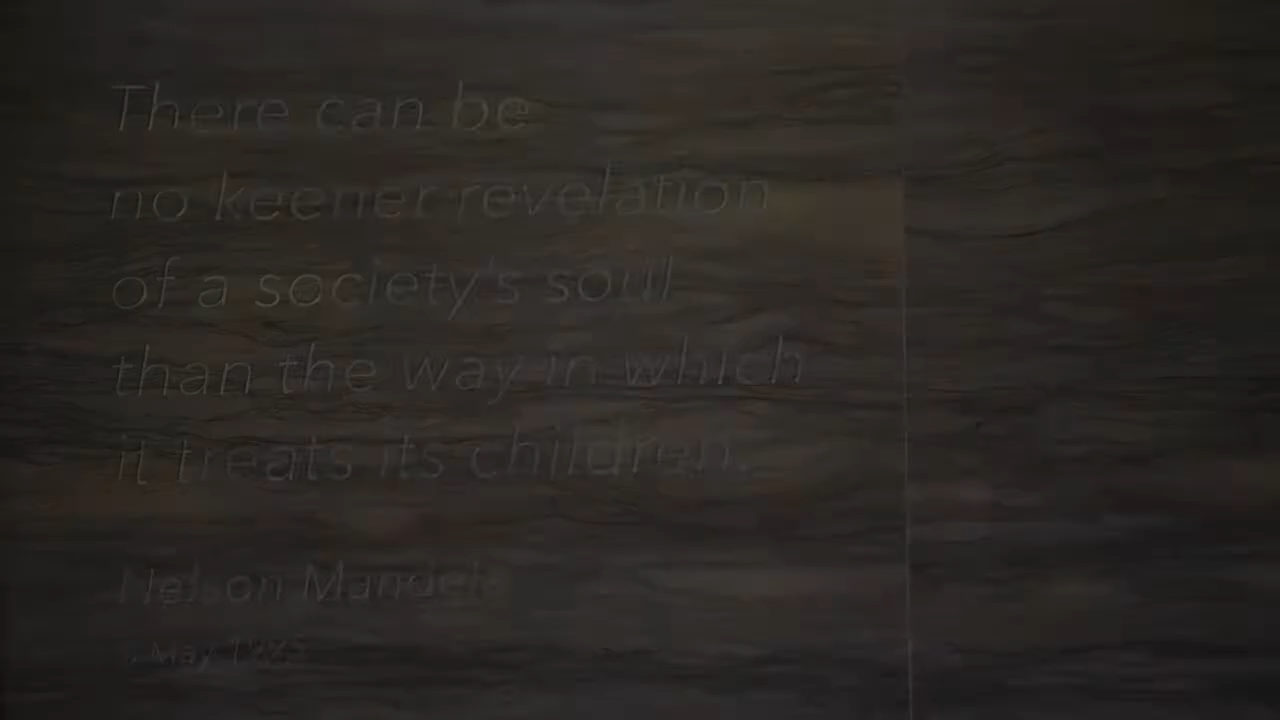 There can be
no keener revelation
of a society's soul
than the way in which
it treats its children.
Nelson Mandela
May